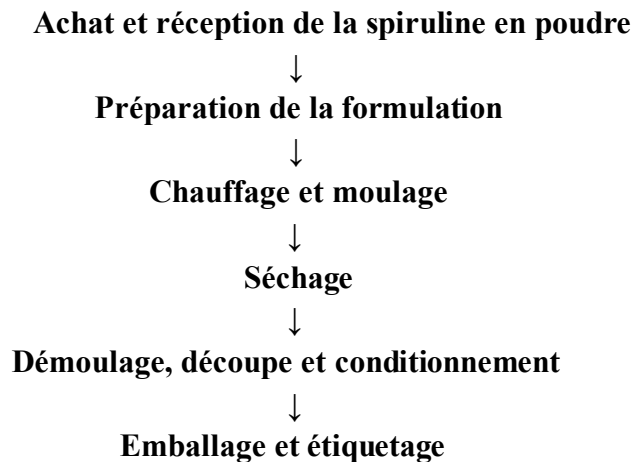 Achat et réception de la spiruline en poudre
↓
Préparation de la formulation
↓
Chauffage et moulage
↓
Séchage
↓
Démoulage, découpe et conditionnement
↓
Emballage et étiquetage